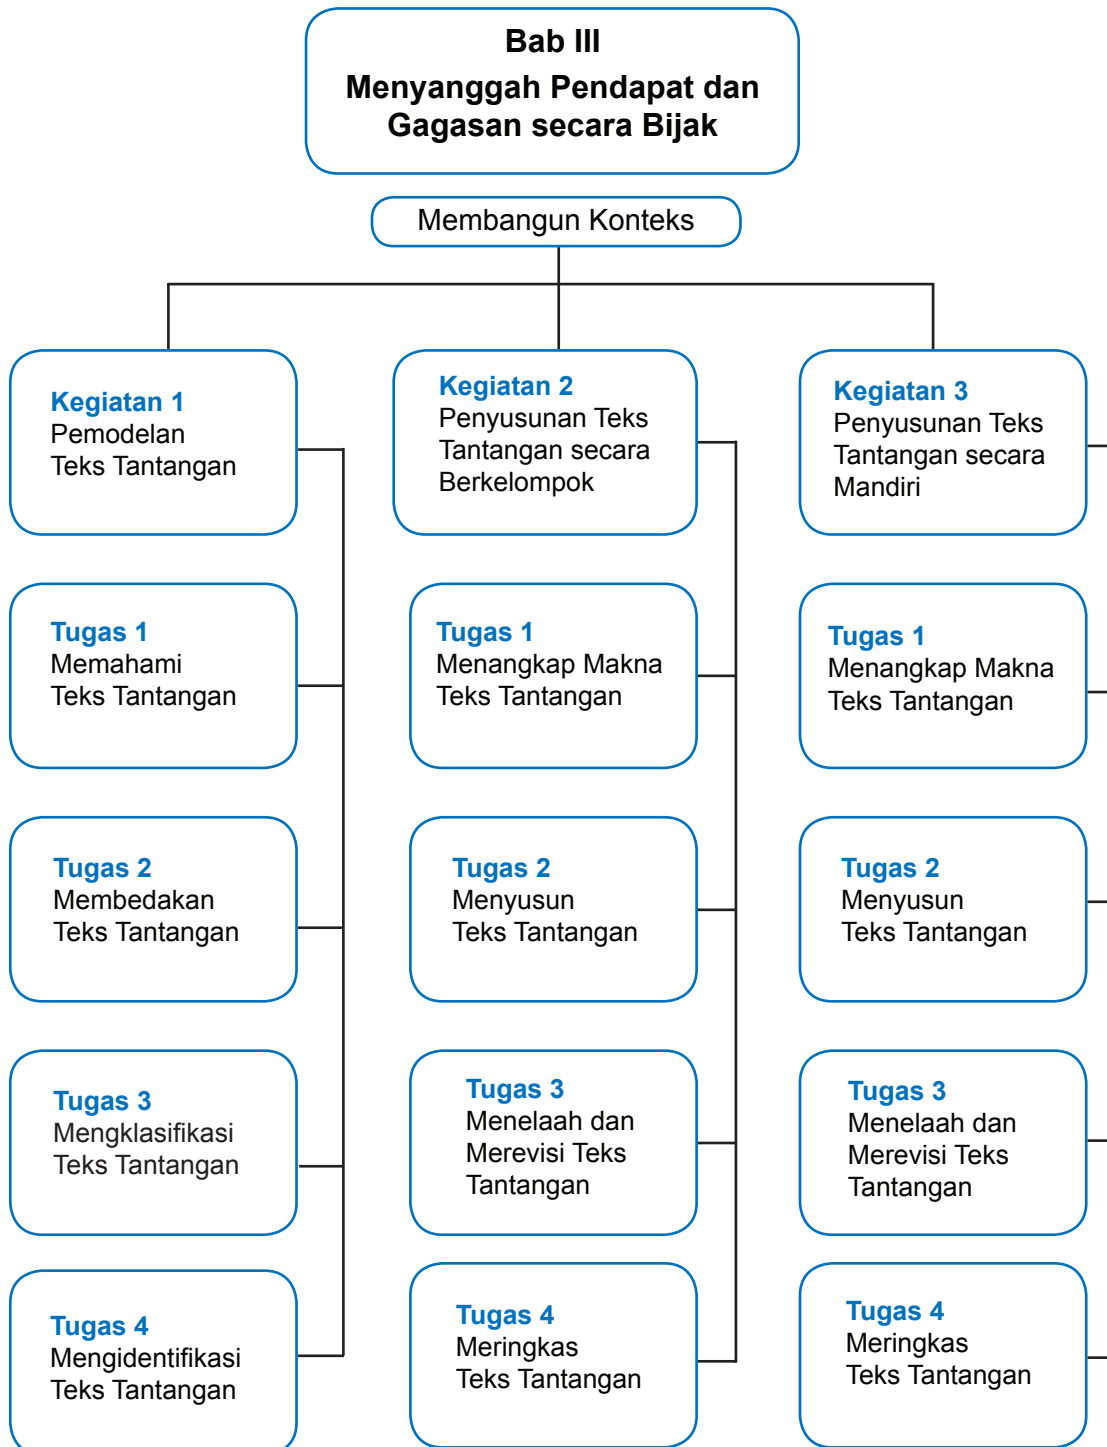 Bab III
Menyanggah Pendapat dan
Gagasan secara Bijak
Membangun Konteks
Kegiatan 1
Pemodelan
Teks Tantangan
Tugas 1
Memahami
Teks Tantangan
Tugas 2
Membedakan
Teks Tantangan
Tugas 3
Mengklasifikasi
Teks Tantangan
Tugas 4
Mengidentifikasi
Teks Tantangan
Kegiatan 2
Penyusunan Teks
Tantangan secara
Berkelompok
Tugas 1
Menangkap Makna
Teks Tantangan
Tugas 2
Menyusun
Teks Tantangan
Tugas 3
Menelaah dan
Merevisi Teks
Tantangan
Tugas 4
Meringkas
Teks Tantangan
Kegiatan 3
Penyusunan Teks
Tantangan secara
Mandiri
Tugas 1
Menangkap Makna
Teks Tantangan
Tugas 2
Menyusun
Teks Tantangan
Tugas 3
Menelaah dan
Merevisi Teks
Tantangan
Tugas 4
Meringkas
Teks Tantangan